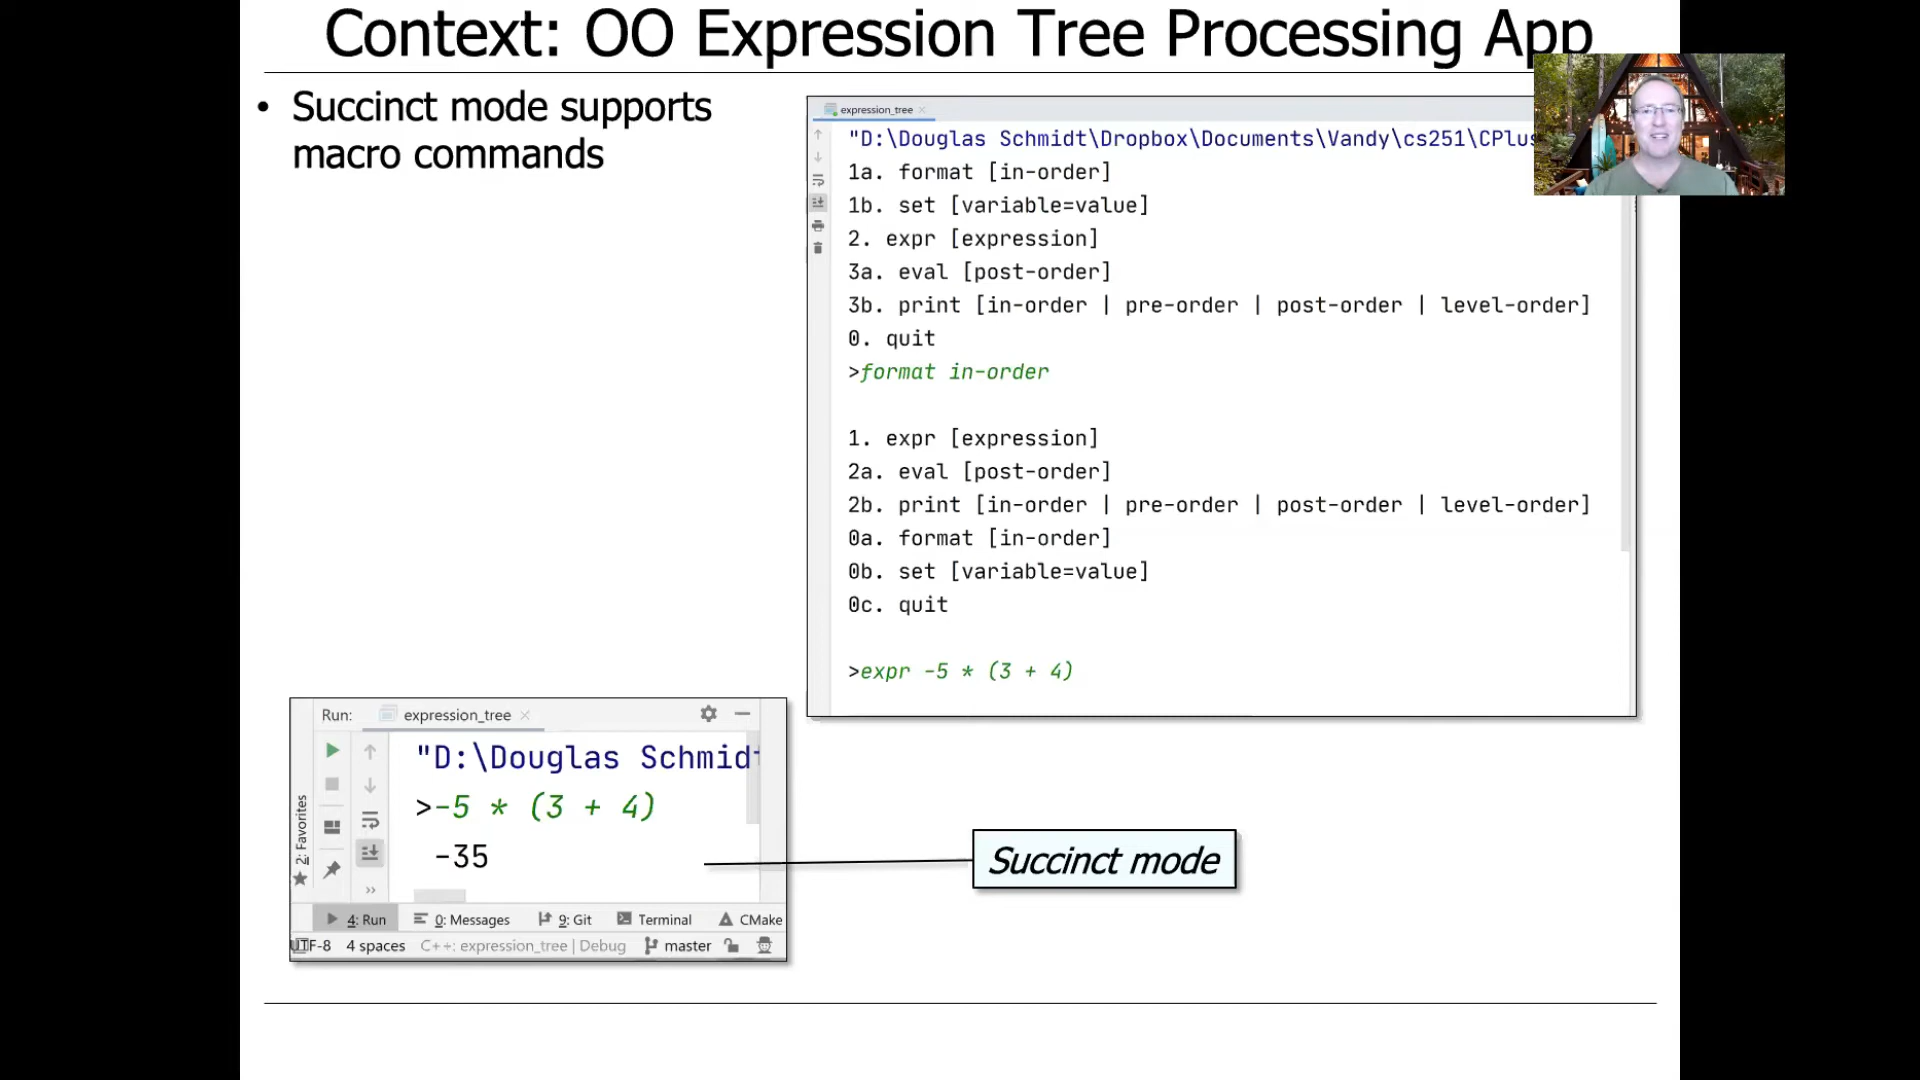 Context: OO Expression Tree Processing App
• Succinct mode supports
macro commands
expression_tree
"D:\Douglas Schmidt\Dropbox\Documents\Vandy\cs251\CPlus
1a. format [in-order]
1b. set [variable=value]
2. expr [expression]
3a. eval [post-order]
3b. print [in-order | pre-order | post-order | level-order]
0. quit
>format in-order
1. expr [expression]
2a. eval [post-order]
2b. print [in-order | pre-order | post-order | level-order]
0a. format [in-order]
0b. set [variable=value]
0c. quit
>expr -5 * (3 + 4)
Run: expression_tree
"D:\Douglas Schmidt
>-5 * (3 + 4)
-35
2: Favorites
4: Run 0: Messages 9: Git Terminal CMake
UTF-8 4 spaces C++: expression_tree | Debug master
Succinct mode